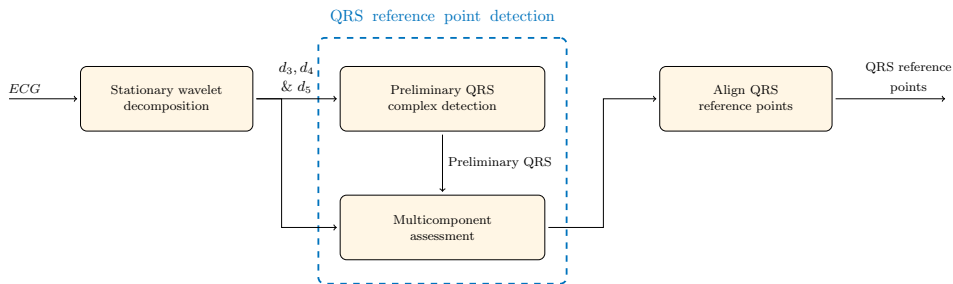 QRS reference point detection
ECG
Stationary wavelet
decomposition
d3, d4
& d5
Preliminary QRS
complex detection
Preliminary QRS
Multicomponent
assessment
Align QRS
reference points
QRS reference
points